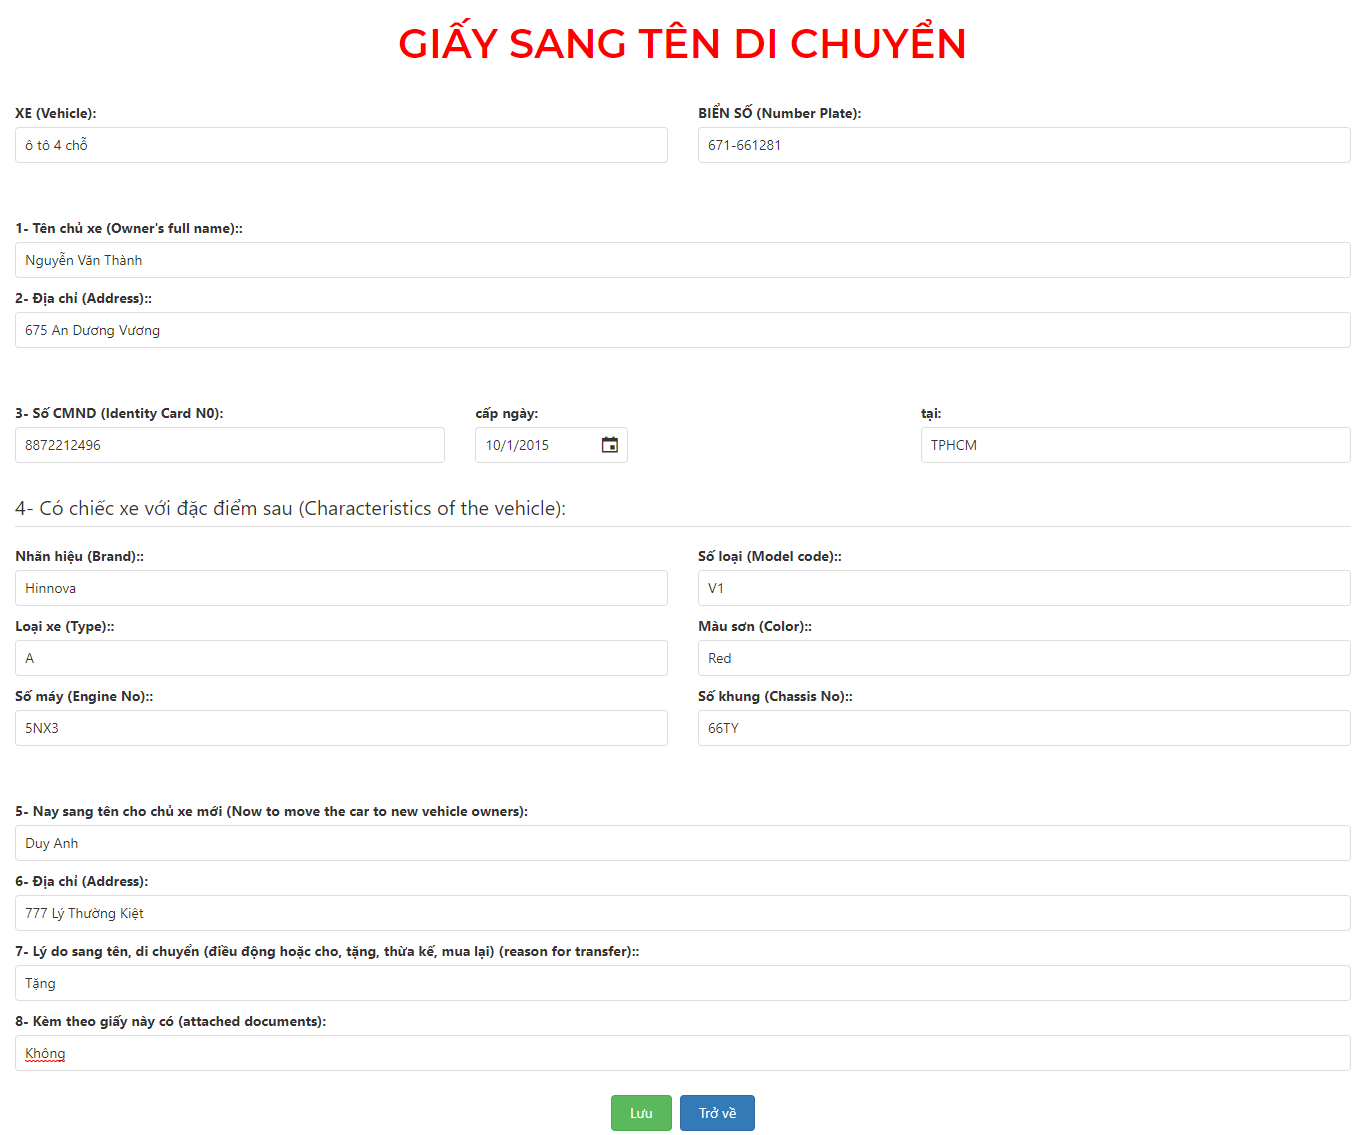 GIẤY SANG TÊN DI CHUYỂN
XE (Vehicle):
BIỂN SỐ (Number Plate):
ô tô 4 chỗ
671-661281
1- Tên chủ xe (Owner's full name)::
Nguyễn Văn Thành
2- Địa chỉ (Address)::
675 An Dương Vương
3- Số CMND (Identity Card N0):
cấp ngày:
tại:
8872212496
10/1/2015
TPHCM
4- Có chiếc xe với đặc điểm sau (Characteristics of the vehicle):
Nhãn hiệu (Brand)::
Số loại (Model code)::
Hinnova
V1
Loại xe (Type)::
Màu sơn (Color)::
A
Red
Số máy (Engine No)::
Số khung (Chassis No)::
5NX3
66TY
5- Nay sang tên cho chủ xe mới (Now to move the car to new vehicle owners):
Duy Anh
6- Địa chỉ (Address):
777 Lý Thường Kiệt
7- Lý do sang tên, di chuyển (điều động hoặc cho, tặng, thừa kế, mua lại) (reason for transfer)::
Tặng
8- Kèm theo giấy này có (attached documents):
Không
Lưu
Trở về